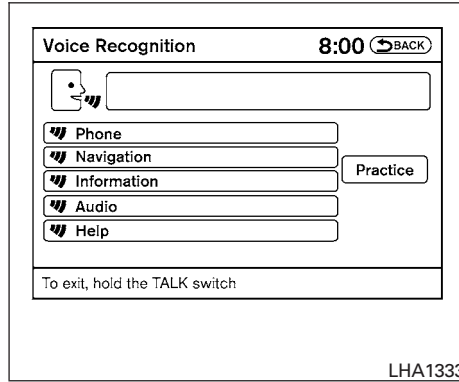 Voice Recognition 8:00 BACK
Phone
Navigation
Information
Practice
Audio
Help
To exit, hold the TALK switch
LHA1333